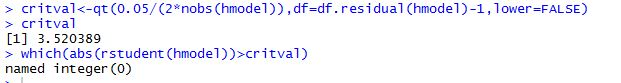 > critval<-qt(0.05/(2*nobs(hmodel)),df=df.residual(hmodel)-1,lower=FALSE)
> critval
[1] 3.520389
> which(abs(rstudent(hmodel))>critval)
named integer(0)